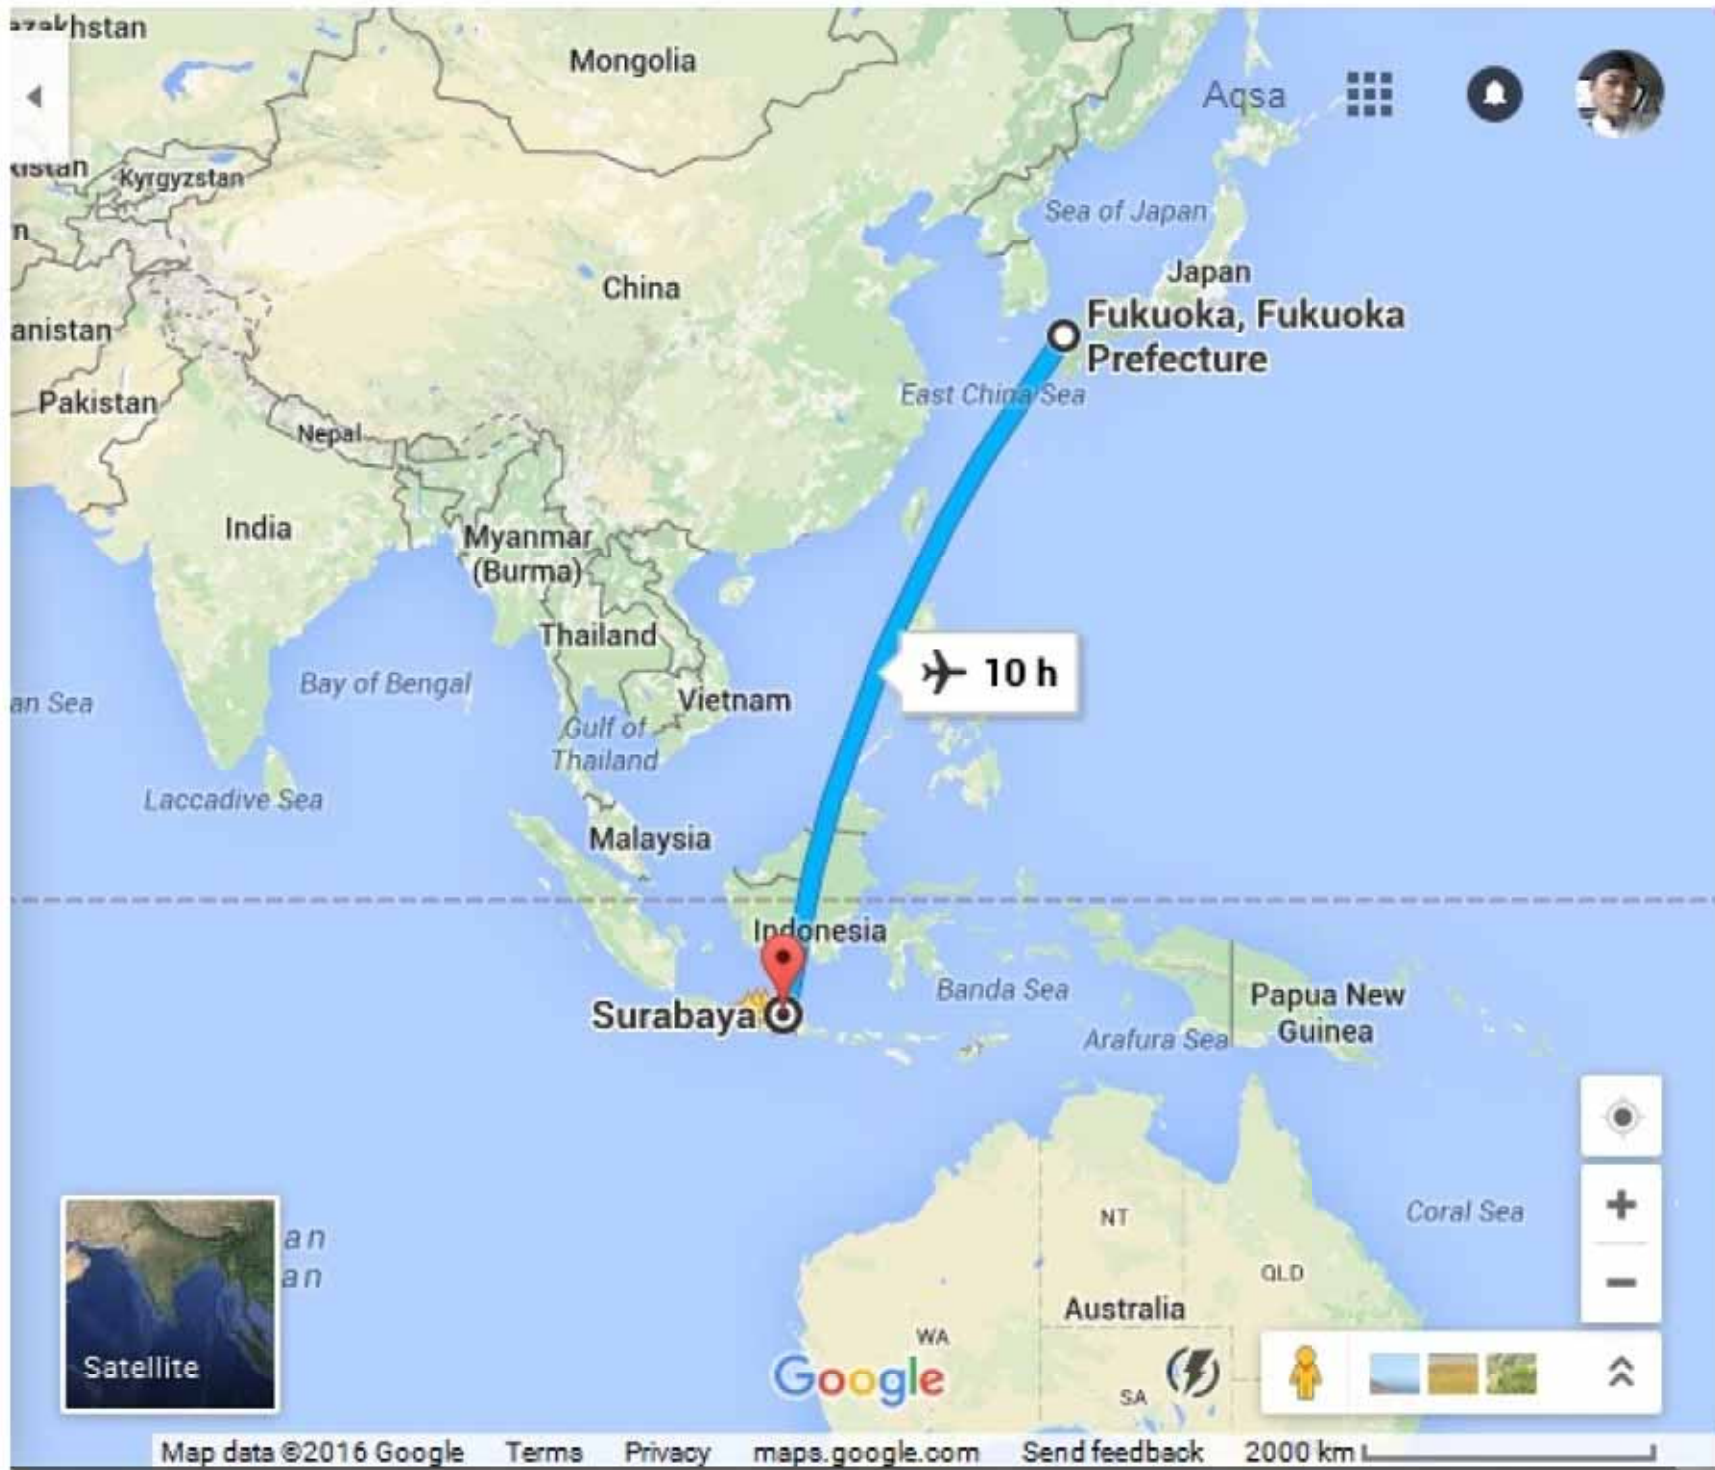 azakhstan
Mongolia
Aqsa
kistan
Kyrgyzstan
Sea of Japan
n
Japan
China
Fukuoka, Fukuoka
Prefecture
anistan
East China Sea
Pakistan
Nepal
India
Myanmar
(Burma)
Thailand
10 h
Bay of Bengal
an Sea
Vietnam
Gulf of
Thailand
Laccadive Sea
Malaysia
Indonesia
Banda Sea
Papua New
Guinea
Surabaya
Arafura Sea
NT
Coral Sea
an
an
QLD
Australia
WA
Satellite
Google
SA
Map data ©2016 Google Terms Privacy maps.google.com Send feedback 2000 km